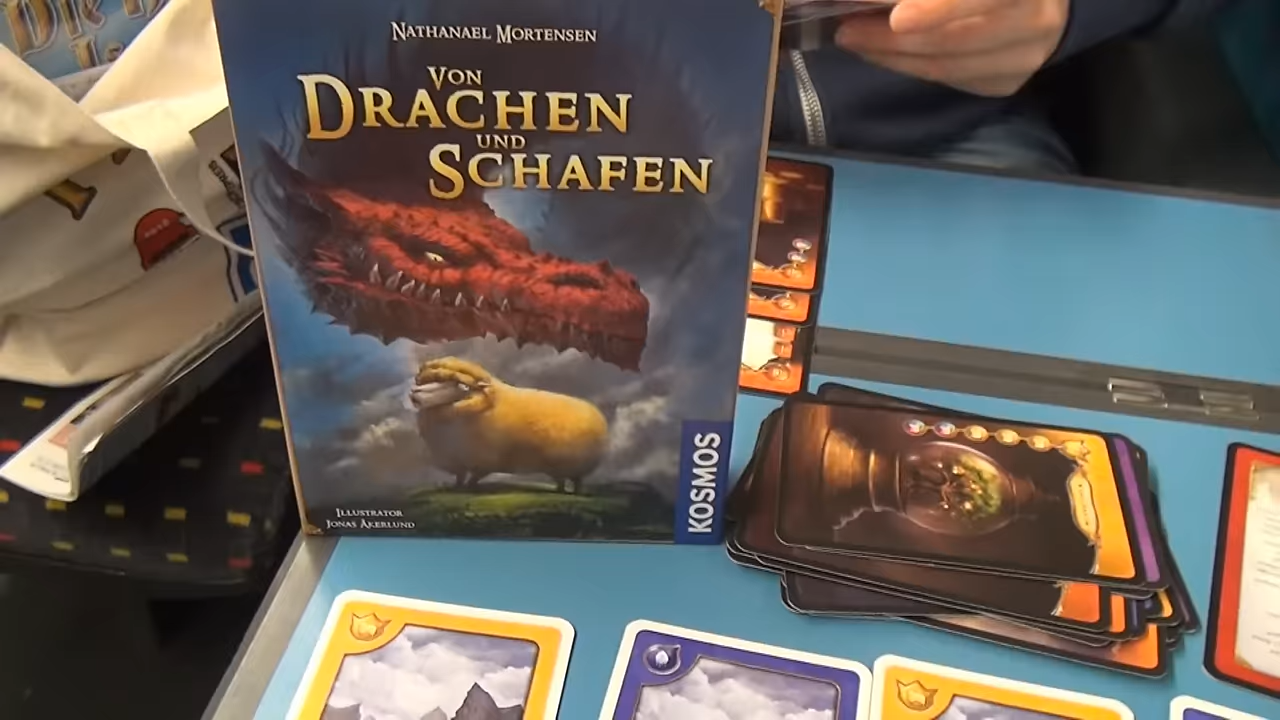 NATHANAEL MORTENSEN
VON
DRACHEN
UND
SCHAFEN
KOSMOS
ILLUSTRATOR
JONAS ÅKERLUND